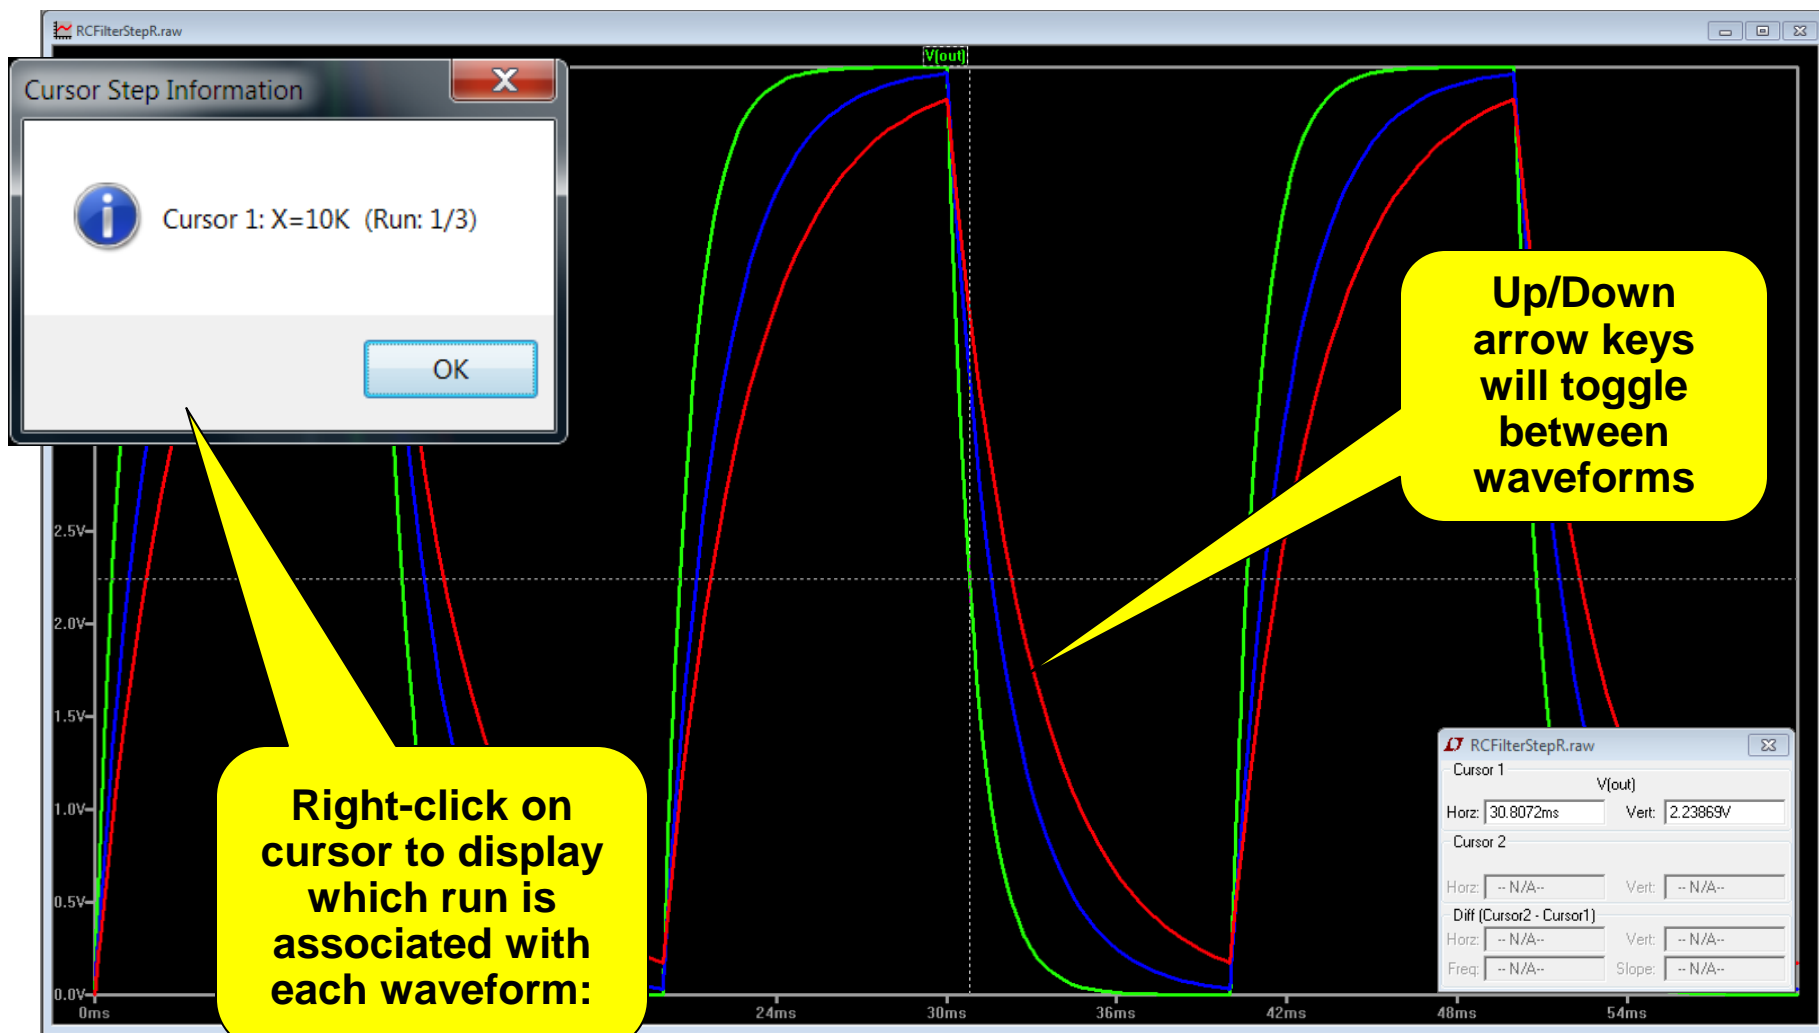 RCFilterStepR.raw
V(out)
Cursor Step Information
Cursor 1: X=10K (Run: 1/3)
OK
Up/Down
arrow keys
will toggle
between
waveforms
2.5V
2.0V
1.5V
1.0V
0.5V
0.0V
Right-click on
cursor to display
which run is
associated with
each waveform:
RCFilterStepR.raw
Cursor 1
V(out)
Horz: 30.8072ms Vert: 2.23869V
Cursor 2
Horz: -- N/A-- Vert: -- N/A--
Diff (Cursor2 - Cursor1)
Horz: -- N/A-- Vert: -- N/A--
Freq: -- N/A-- Slope: -- N/A--
0ms 24ms 30ms 36ms 42ms 48ms 54ms